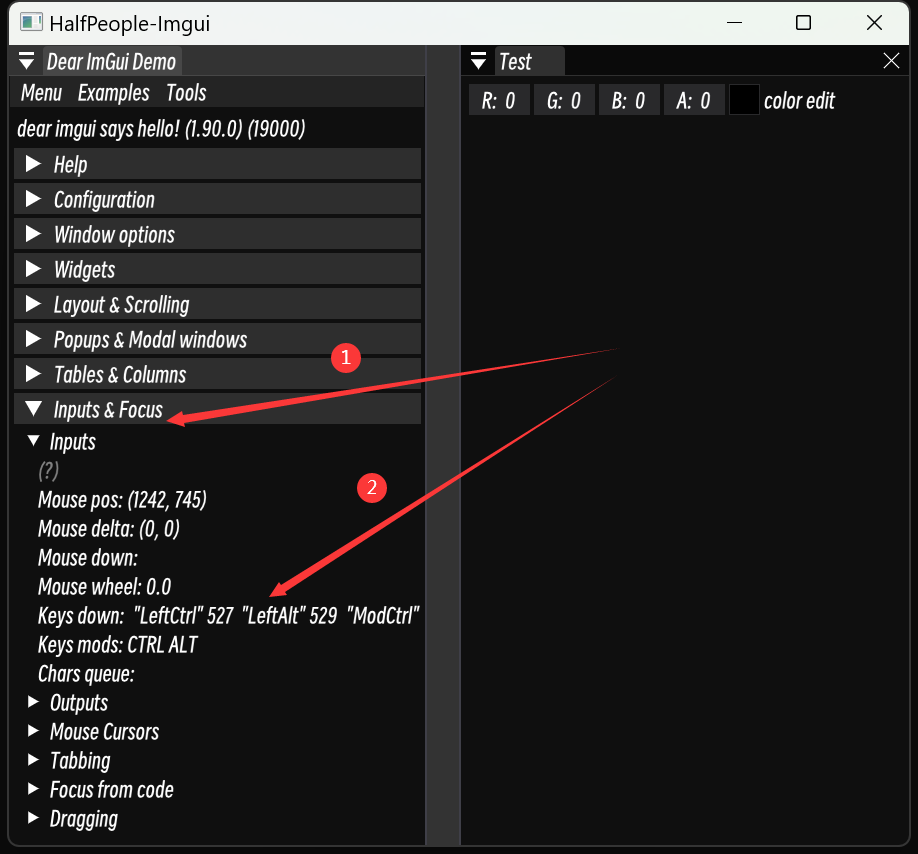 HalfPeople-Imgui
Dear ImGui Demo
Menu Examples Tools
dear imgui says hello! (1.90.0) (19000)
Help
Configuration
Window options
Widgets
Layout & Scrolling
Popups & Modal windows
Tables & Columns
Inputs & Focus
Inputs
(?)
Mouse pos: (1242, 745)
Mouse delta: (0, 0)
Mouse down:
Mouse wheel: 0.0
Keys down: "LeftCtrl" 527 "LeftAlt" 529 "ModCtrl"
Keys mods: CTRL ALT
Chars queue:
Outputs
Mouse Cursors
Tabbing
Focus from code
Dragging
1
2
Test
R: 0 G: 0 B: 0 A: 0 color edit